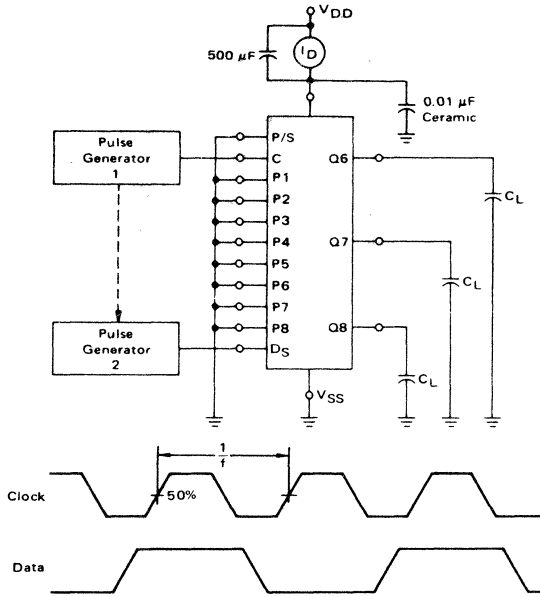 VDD
500 µF
ID
0.01 µF
Ceramic
Pulse
Generator
1
P/S
C
P1
P2
P3
P4
P5
P6
P7
P8
DS
Q6
Q7
Q8
CL
CL
CL
Pulse
Generator
2
VSS
1
f
50%
Clock
Data